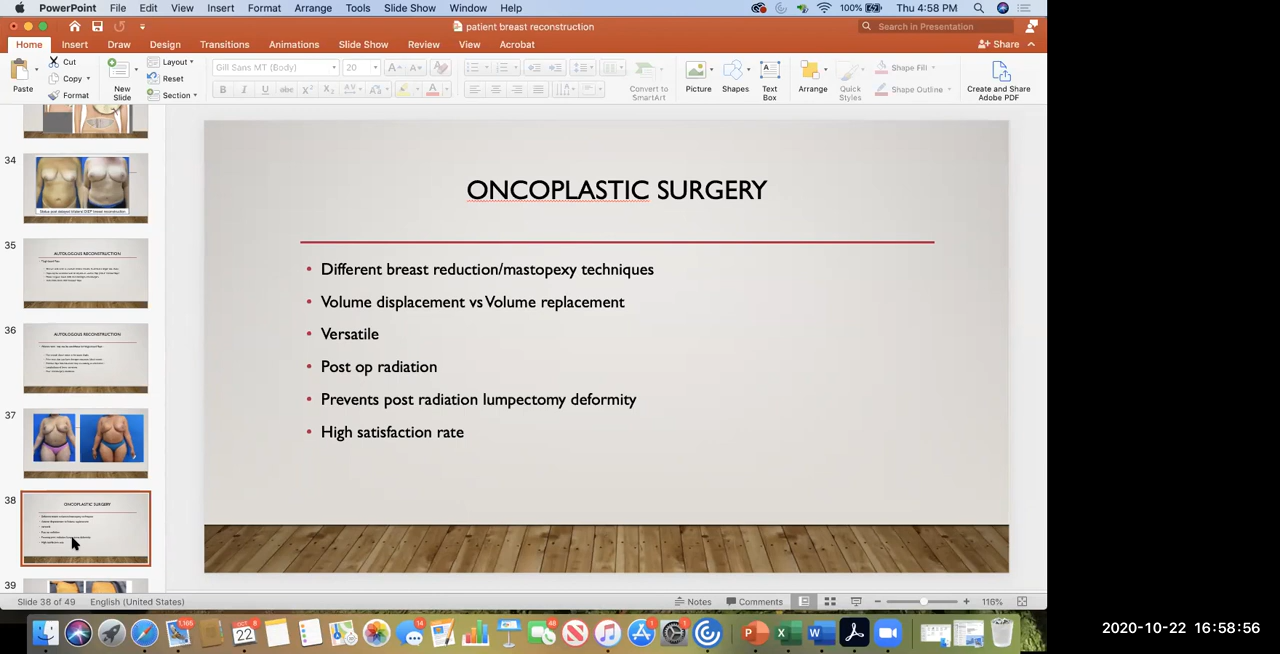 PowerPoint File Edit View Insert Format Arrange Tools Slide Show Window Help 100% Thu 4:58 PM
patient breast reconstruction
Search in Presentation
Home Insert Draw Design Transitions Animations Slide Show Review View Acrobat
Share
Paste
Cut
Copy
Format
New Slide
Layout
Reset
Section
Gill Sans MT (Body) 20
Convert to SmartArt
Picture
Shapes
Text Box
Arrange
Quick Styles
Shape Fill
Shape Outline
Create and Share Adobe PDF
34
35
AUTOLOGOUS RECONSTRUCTION
36
AUTOLOGOUS RECONSTRUCTION
37
38
ONCOPLASTIC SURGERY
39
ONCOPLASTIC SURGERY
• Different breast reduction/mastopexy techniques
• Volume displacement vs Volume replacement
• Versatile
• Post op radiation
• Prevents post radiation lumpectomy deformity
• High satisfaction rate
Slide 38 of 49 English (United States) Notes Comments 116%
2020-10-22 16:58:56